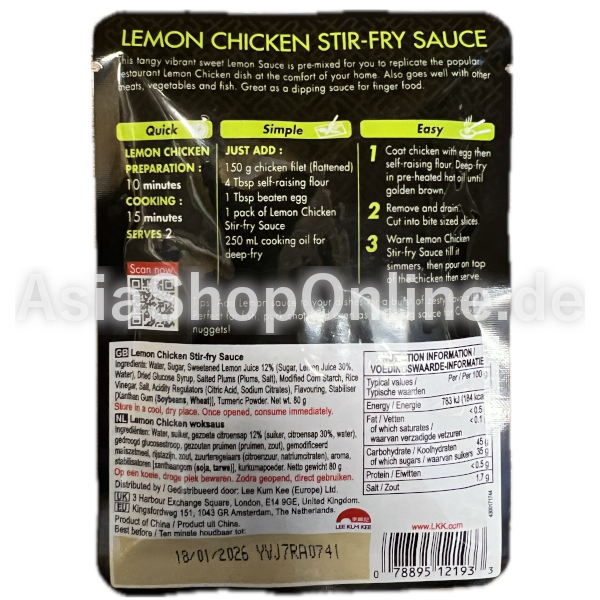 LEMON CHICKEN STIR-FRY SAUCE
This tangy vibrant sweet Lemon Sauce is pre-mixed for you to replicate the popular
restaurant Lemon Chicken dish at the comfort of your home. Also goes well with other
meats, vegetables and fish. Great as a dipping sauce for finger food.
Quick
LEMON CHICKEN
PREPARATION :
10 minutes
COOKING :
15 minutes
SERVES 2
Simple
JUST ADD :
150 g chicken filet (flattened)
4 Tbsp self-raising flour
1 Tbsp beaten egg
1 pack of Lemon Chicken
Stir-fry Sauce
250 mL cooking oil for
deep-fry
Easy
1 Coat chicken with egg then
self-raising flour. Deep-fry
in pre-heated hot oil until
golden brown.
2 Remove and drain.
Cut into bite sized slices.
3 Warm Lemon Chicken
Stir-fry Sauce till it
simmers, then pour on top
of the chicken then serve.
Scan now
AsiaShopOnline.de
nuggets!
GB Lemon Chicken Stir-fry Sauce
Ingredients: Water, Sugar, Sweetened Lemon Juice 12% (Sugar, Lemon Juice 30%,
Water), Dried Glucose Syrup, Salted Plums (Plums, Salt), Modified Corn Starch, Rice
Vinegar, Salt, Acidity Regulators (Citric Acid, Sodium Citrates), Flavouring, Stabiliser
(Xanthan Gum (Soybeans, Wheat)), Turmeric Powder. Net wt. 80 g
Store in a cool, dry place. Once opened, consume immediately.
NL Lemon Chicken woksaus
Ingrediënten: Water, suiker, gezoete citroensap 12% (suiker, citroensap 30%, water),
gedroogd glucosestroop, gezouten pruimen (pruimen, zout), gemodificeerd
maïszetmeel, rijstazijn, zout, zuurteregelaars (citroenzuur, natriumcitraten), aroma,
stabilisatoren (xanthaangom (soja, tarwe)), kurkumapoeder. Netto gewicht 80 g
Op een koele, droge plek bewaren. Zodra geopend, direct gebruiken.
Distributed by / Gedistribueerd door: Lee Kum Kee (Europe) Ltd.
UK 3 Harbour Exchange Square, London, E14 9GE, United Kingdom.
EU Kingsfordweg 151, 1043 GR Amsterdam, The Netherlands.
Product of China / Product uit China.
Best before / Ten minste houdbaar tot
18/01/2026 YVJ7RA0741
LEE KUM KEE
NUTRITION INFORMATION /
VOEDINGSWAARDE-INFORMATIE
Typical values / Per / Per 100 g
Typische waarden
Energy / Energie 783 kJ (184 kcal)
Fat / Vetten <0.5
of which saturates / <0.1
waarvan verzadigde vetzuren
Carbohydrate / Koolhydraten 45 g
of which sugars / waarvan suikers 35 g
Protein / Eiwitten <0.5 g
Salt / Zout 1.7 g
www.LKK.com
0 78895 12193 3